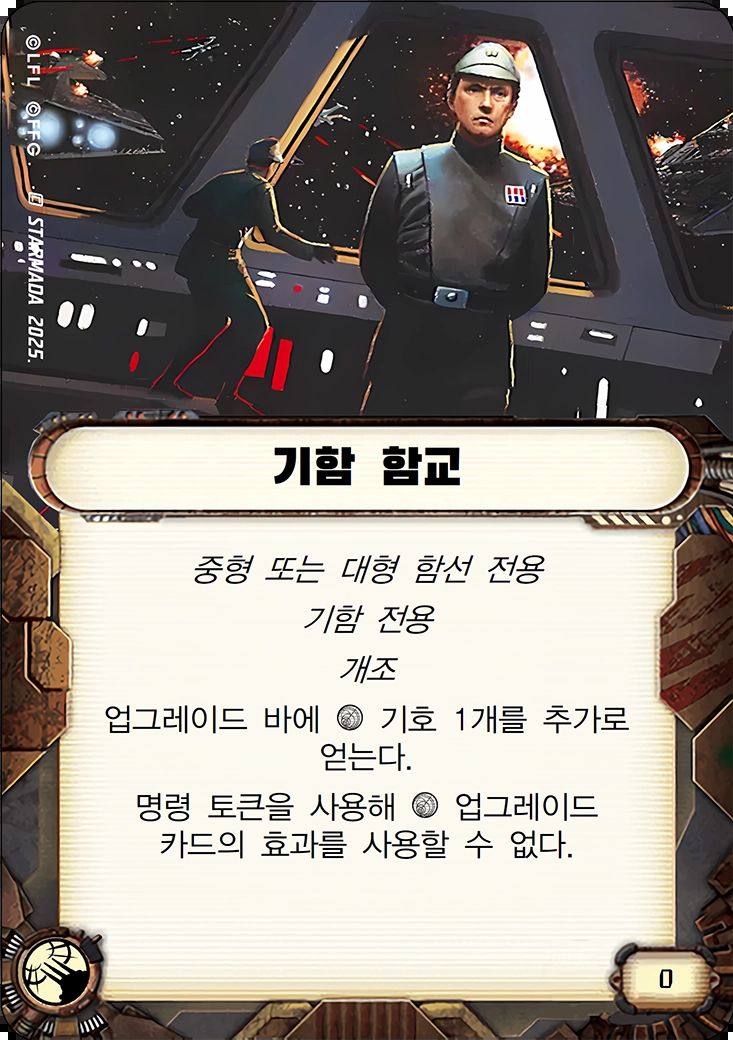 ©LFL ©FFG . Ⓔ STARMADA 2025.
기함 함교
중형 또는 대형 함선 전용
기함 전용
개조
업그레이드 바에 기호 1개를 추가로
얻는다.
명령 토큰을 사용해 업그레이드
카드의 효과를 사용할 수 없다.
0